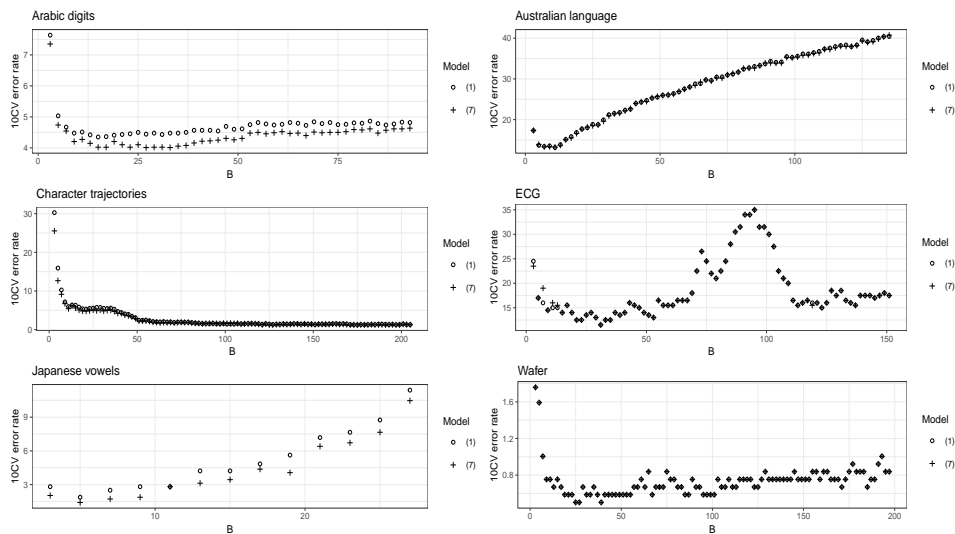 Arabic digits
10CV error rate
7
6
5
4
0
25
50
75
B
Model
(1)
(7)
Australian language
10CV error rate
40
30
20
0
50
100
B
Model
(1)
(7)
Character trajectories
10CV error rate
30
20
10
0
0
50
100
150
200
B
Model
(1)
(7)
ECG
10CV error rate
35
30
25
20
15
0
50
100
150
B
Model
(1)
(7)
Japanese vowels
10CV error rate
9
6
3
10
20
B
Model
(1)
(7)
Wafer
10CV error rate
1.6
1.2
0.8
0
50
100
150
200
B
Model
(1)
(7)